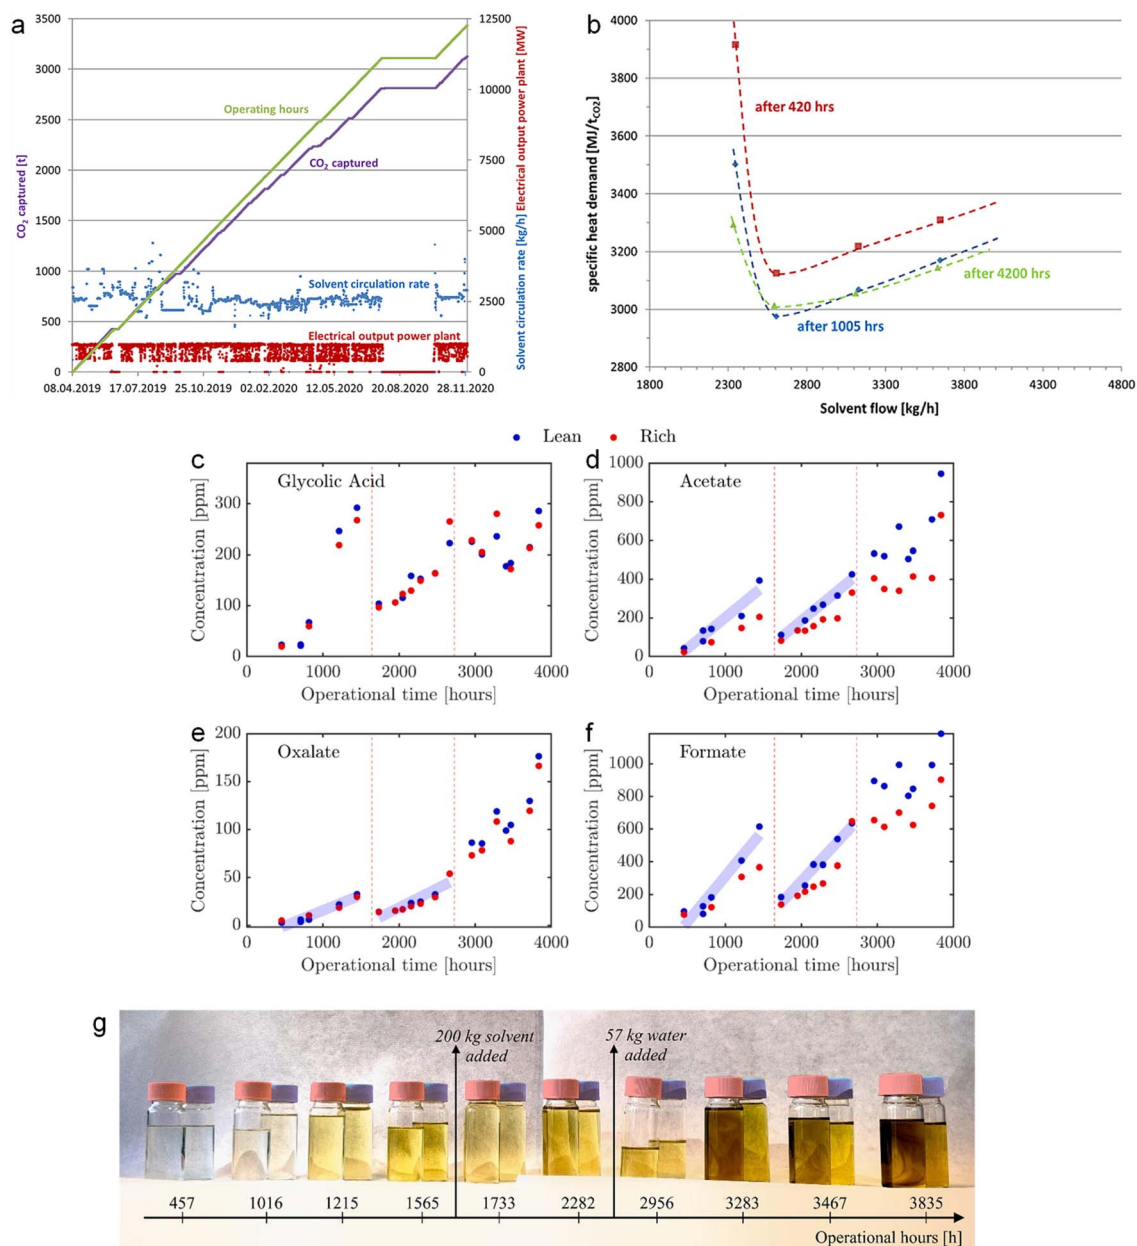 a
3500
3000
2500
2000
1500
1000
500
0
CO2 captured [t]
Operating hours
CO2 captured
Solvent circulation rate
Electrical output power plant
12500
10000
7500
5000
2500
0
Electrical output power plant [MW]
Solvent circulation rate [kg/h]
08.04.2019
17.07.2019
25.10.2019
02.02.2020
12.05.2020
20.08.2020
28.11.2020
b
4000
3800
3600
3400
3200
3000
2800
specific heat demand [MJ/tCO2]
after 420 hrs
after 4200 hrs
after 1005 hrs
1800
2300
2800
3300
3800
4300
4800
Solvent flow [kg/h]
Lean
Rich
c
Glycolic Acid
300
200
100
0
Concentration [ppm]
0
1000
2000
3000
4000
Operational time [hours]
d
Acetate
1000
800
600
400
200
0
Concentration [ppm]
0
1000
2000
3000
4000
Operational time [hours]
e
Oxalate
200
150
100
50
0
Concentration [ppm]
0
1000
2000
3000
4000
Operational time [hours]
f
Formate
1000
800
600
400
200
0
Concentration [ppm]
0
1000
2000
3000
4000
Operational time [hours]
g
200 kg solvent
added
57 kg water
added
457
1016
1215
1565
1733
2282
2956
3283
3467
3835
Operational hours [h]